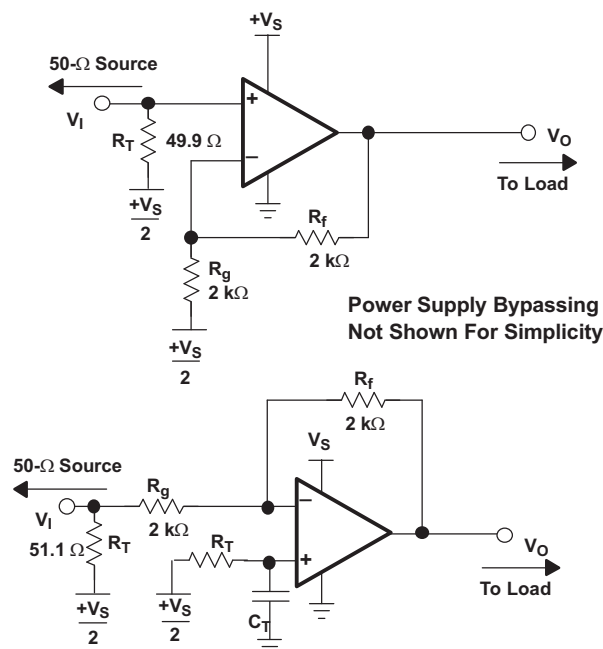 +VS
50-Ω Source
+
VI
RT
49.9 Ω
−
VO
To Load
+VS
2
Rf
2 kΩ
Rg
2 kΩ
+VS
2
Power Supply Bypassing
Not Shown For Simplicity
Rf
2 kΩ
VS
50-Ω Source
Rg
VI
2 kΩ
−
51.1 Ω
RT
RT
+
VO
To Load
+VS
2
+VS
2
CT